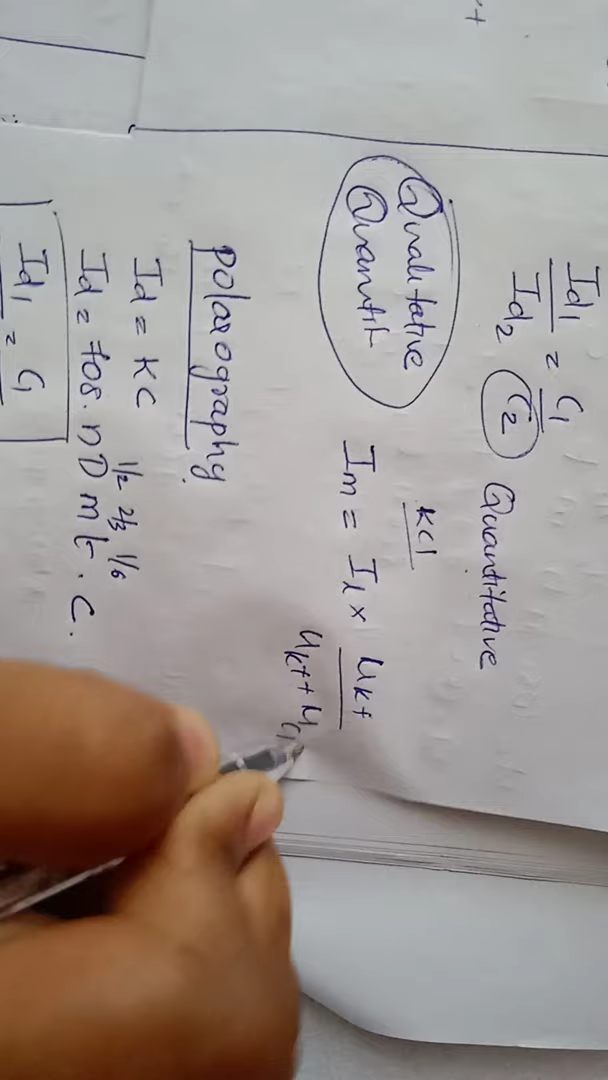 Id₁/Id₂ = C₁/C₂ Quantitative
Qualitative
Quantit
KCl
Im = Il × uk+/uk+ + uCl
polarography
Id = KC
Id = 708. n D^1/2 m^2/3 t^1/6 . C.
Id₁ = C₁